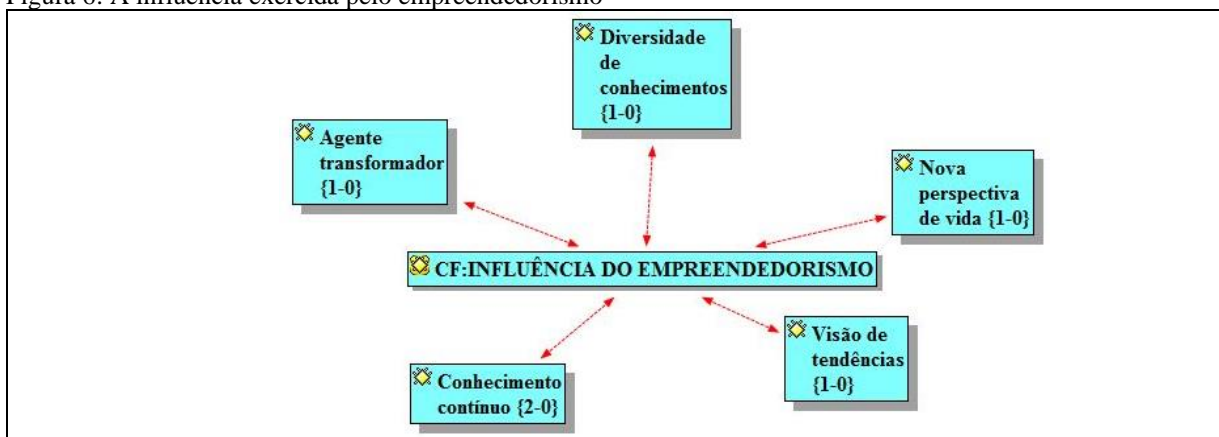 Figura 6: A influência exercida pelo empreendedorismo
Diversidade
de
conhecimentos
{1-0}
Agente
transformador
{1-0}
Nova
perspectiva
de vida {1-0}
CF:INFLUÊNCIA DO EMPREENDEDORISMO
Visão de
tendências
{1-0}
Conhecimento
contínuo {2-0}